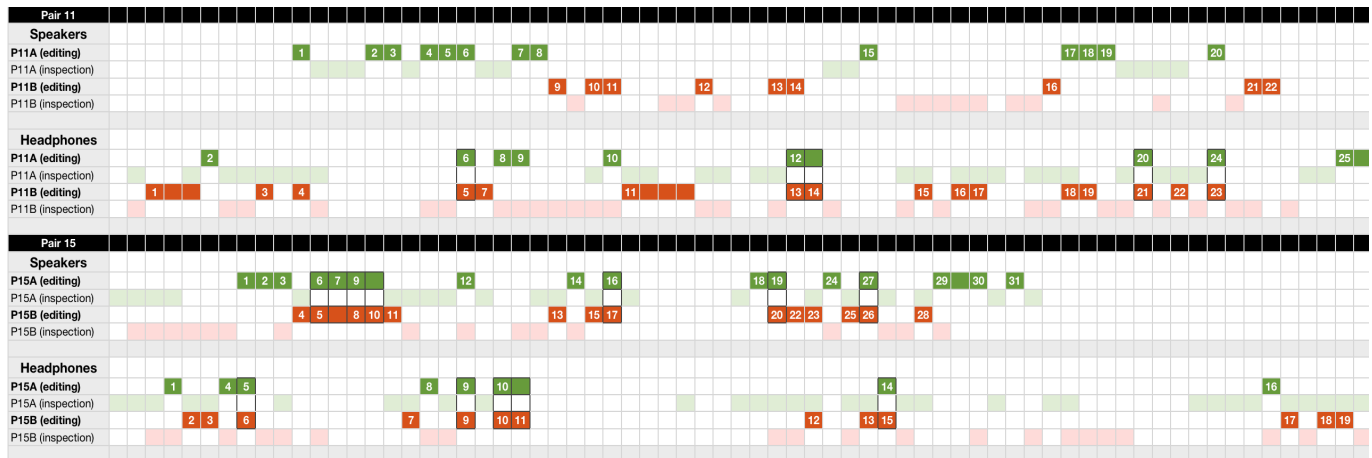 Pair 11
Speakers
P11A (editing) 1 2 3 4 5 6 7 8 15 17 18 19 20
P11A (inspection)
P11B (editing) 9 10 11 12 13 14 16 21 22
P11B (inspection)
Headphones
P11A (editing) 2 6 8 9 10 12 20 24 25
P11A (inspection)
P11B (editing) 1 3 4 5 7 11 13 14 15 16 17 18 19 21 22 23
P11B (inspection)
Pair 15
Speakers
P15A (editing) 1 2 3 6 7 9 12 14 16 18 19 24 27 29 30 31
P15A (inspection)
P15B (editing) 4 5 8 10 11 13 15 17 20 22 23 25 26 28
P15B (inspection)
Headphones
P15A (editing) 1 4 5 8 9 10 14 16
P15A (inspection)
P15B (editing) 2 3 6 7 9 10 11 12 13 15 17 18 19
P15B (inspection)